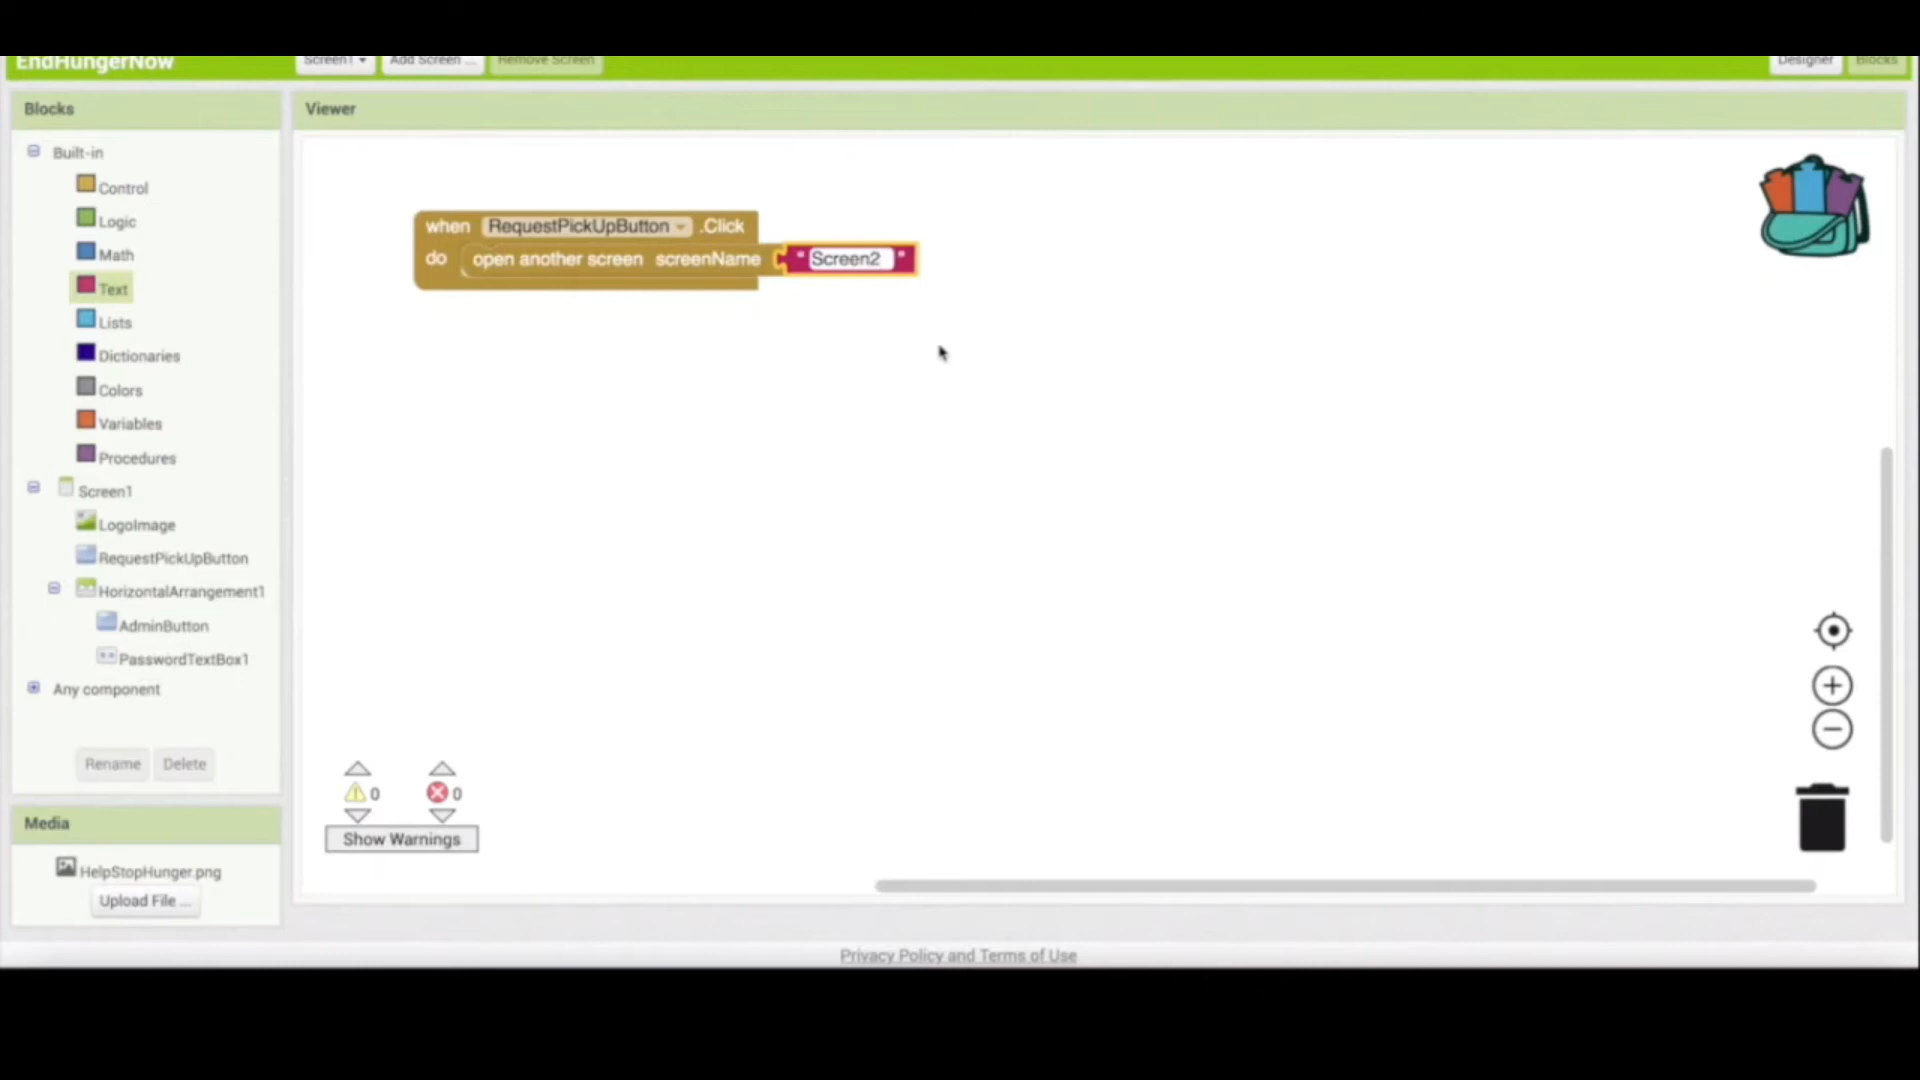 EndHungerNow
Screen1
Add Screen ...
Remove Screen
Designer
Blocks
Blocks
Viewer
Built-in
Control
Logic
Math
Text
Lists
Dictionaries
Colors
Variables
Procedures
Screen1
LogoImage
RequestPickUpButton
HorizontalArrangement1
AdminButton
PasswordTextBox1
Any component
Rename
Delete
Media
HelpStopHunger.png
Upload File ...
when RequestPickUpButton .Click
do open another screen screenName "Screen2"
0 0
Show Warnings
Privacy Policy and Terms of Use